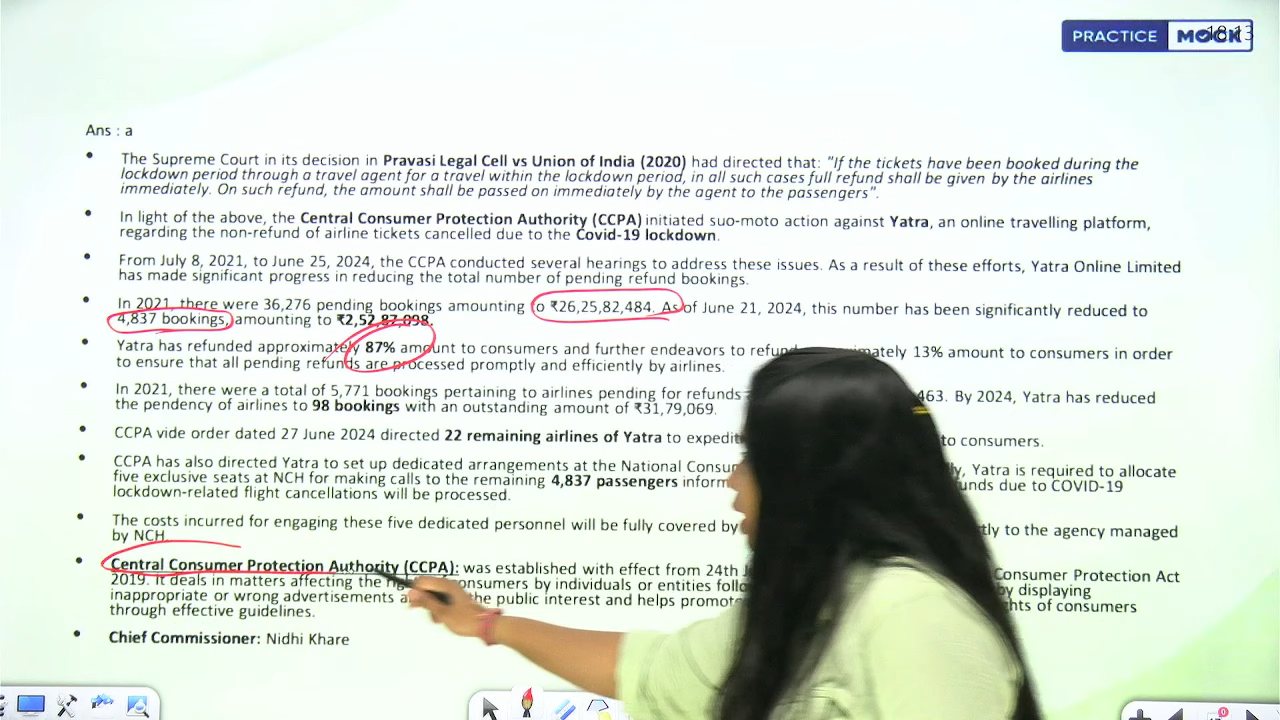 PRACTICE MOCK
18:13
Ans : a
• The Supreme Court in its decision in Pravasi Legal Cell vs Union of India (2020) had directed that: "If the tickets have been booked during the
lockdown period through a travel agent for a travel within the lockdown period, in all such cases full refund shall be given by the airlines
immediately. On such refund, the amount shall be passed on immediately by the agent to the passengers".
• In light of the above, the Central Consumer Protection Authority (CCPA) initiated suo-moto action against Yatra, an online travelling platform,
regarding the non-refund of airline tickets cancelled due to the Covid-19 lockdown.
• From July 8, 2021, to June 25, 2024, the CCPA conducted several hearings to address these issues. As a result of these efforts, Yatra Online Limited
has made significant progress in reducing the total number of pending refund bookings.
• In 2021, there were 36,276 pending bookings amounting to ₹26,25,82,484. As of June 21, 2024, this number has been significantly reduced to
4,837 bookings, amounting to ₹2,52,87,098.
• Yatra has refunded approximately 87% amount to consumers and further endeavors to refund 13% amount to consumers in order
to ensure that all pending refunds are processed promptly and efficiently by airlines.
• In 2021, there were a total of 5,771 bookings pertaining to airlines pending for refunds 463. By 2024, Yatra has reduced
the pendency of airlines to 98 bookings with an outstanding amount of ₹31,79,069.
• CCPA vide order dated 27 June 2024 directed 22 remaining airlines of Yatra to to consumers.
• CCPA has also directed Yatra to set up dedicated arrangements at the National Yatra is required to allocate
five exclusive seats at NCH for making calls to the remaining 4,837 passengers due to COVID-19
lockdown-related flight cancellations will be processed.
• The costs incurred for engaging these five dedicated personnel will be fully covered by to the agency managed
by NCH.
• Central Consumer Protection Authority (CCPA): was established with effect from 24th Consumer Protection Act
2019. It deals in matters affecting the consumers by individuals or entities by displaying
inappropriate or wrong advertisements the public interest and helps of consumers
through effective guidelines.
• Chief Commissioner: Nidhi Khare